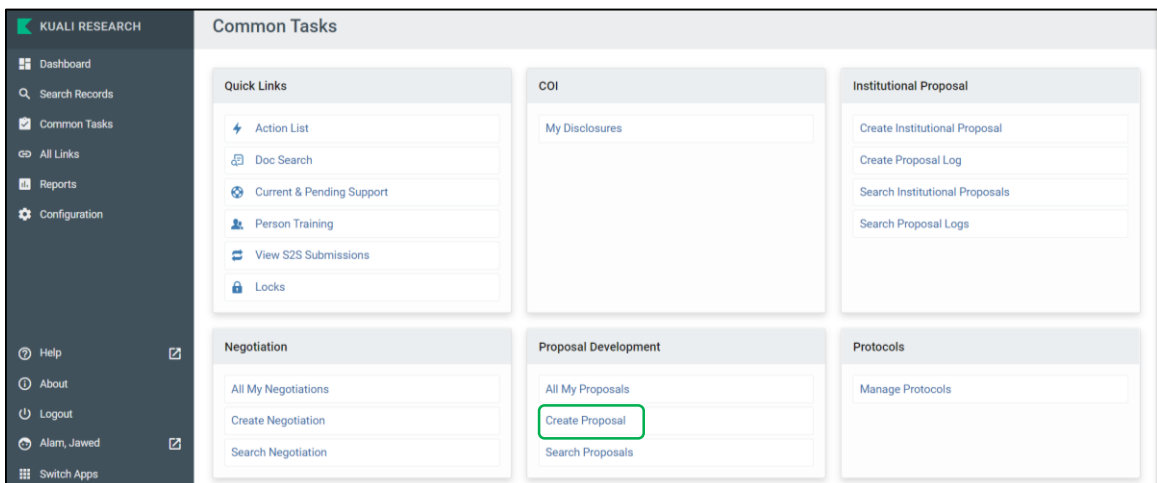 KUALI RESEARCH
Dashboard
Search Records
Common Tasks
All Links
Reports
Configuration
Help
About
Logout
Alam, Jawed
Switch Apps
Common Tasks
Quick Links
Action List
Doc Search
Current & Pending Support
Person Training
View S2S Submissions
Locks
COI
My Disclosures
Institutional Proposal
Create Institutional Proposal
Create Proposal Log
Search Institutional Proposals
Search Proposal Logs
Negotiation
All My Negotiations
Create Negotiation
Search Negotiation
Proposal Development
All My Proposals
Create Proposal
Search Proposals
Protocols
Manage Protocols